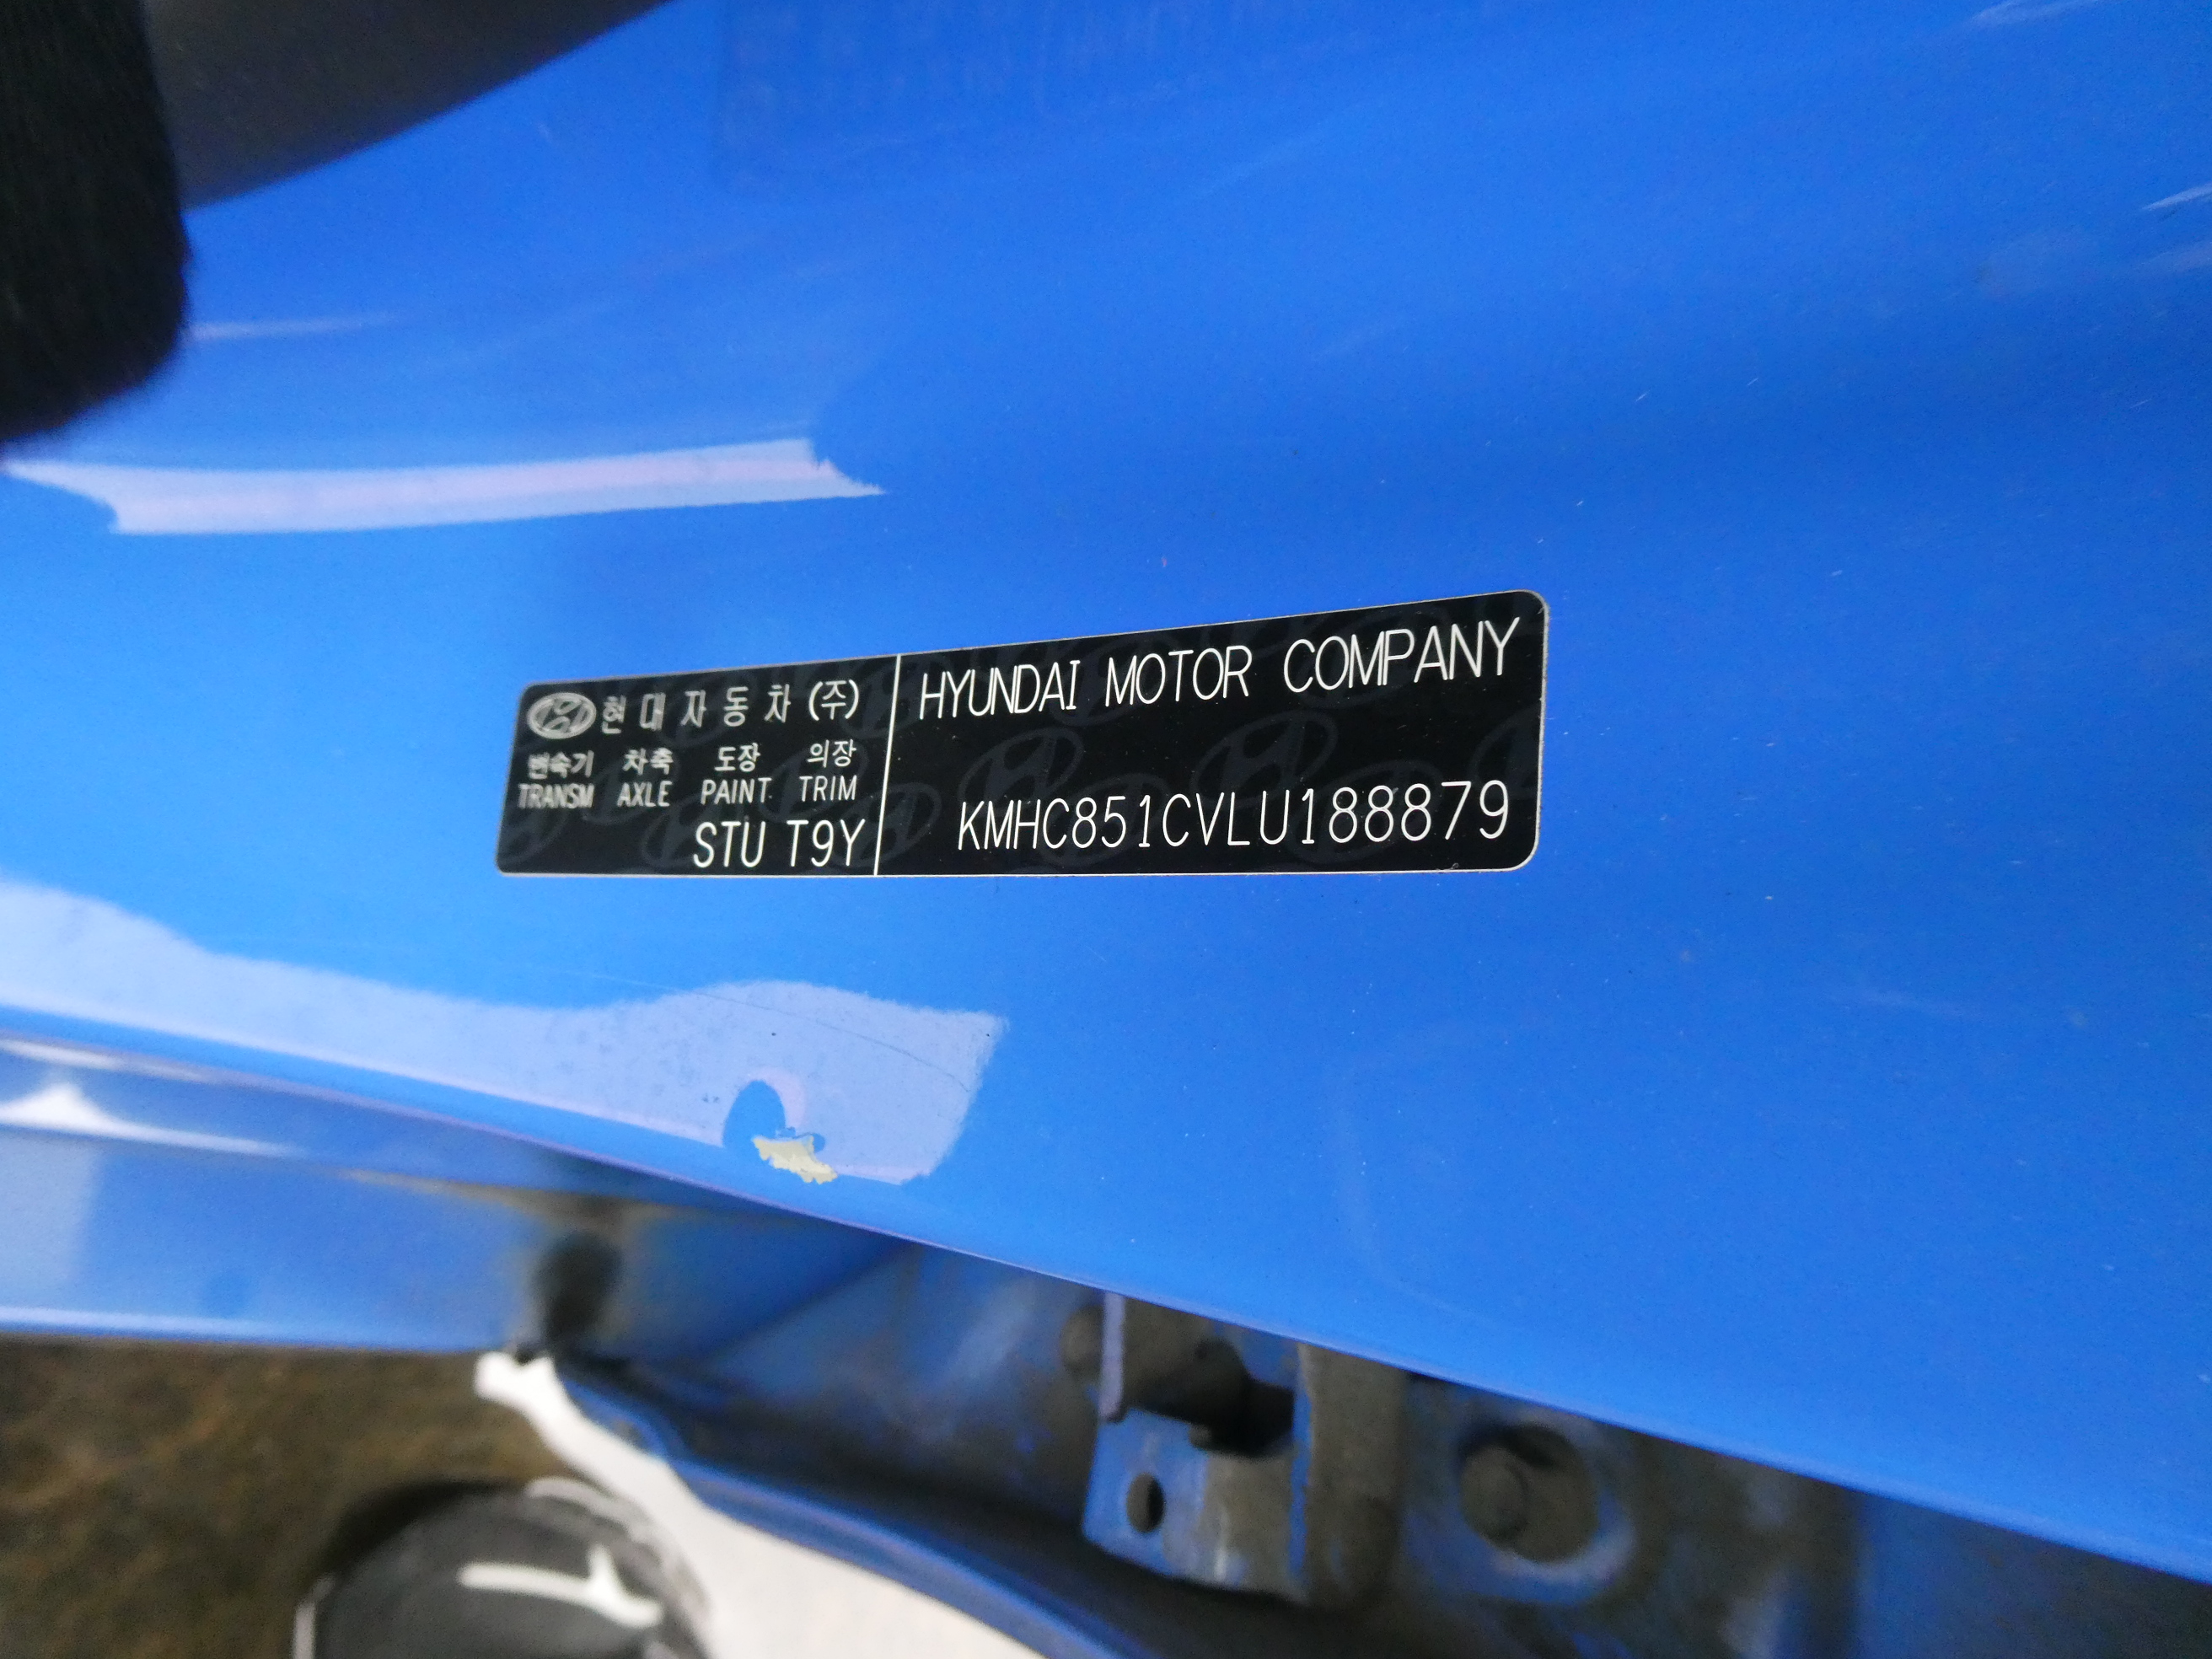 현대자동차(주)
변속기 차축 도장 의장
TRANSM AXLE PAINT TRIM
STU T9Y
HYUNDAI MOTOR COMPANY
KMHC851CVLU188879